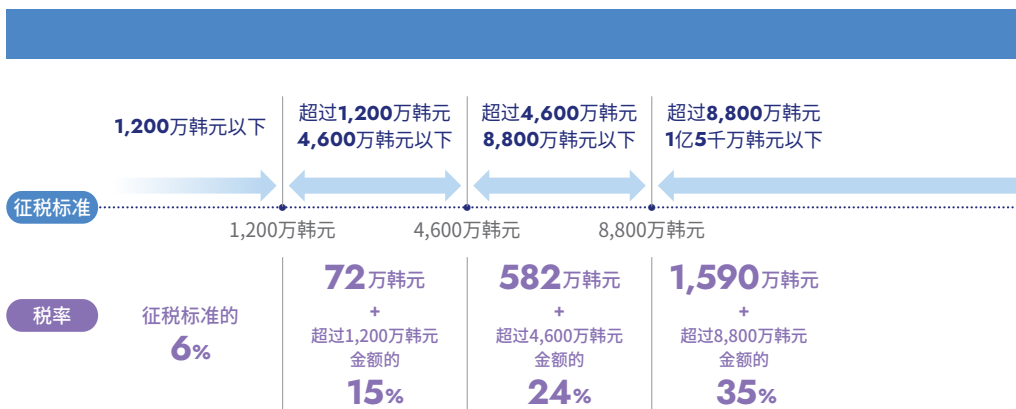 1,200万韩元以下
超过1,200万韩元
4,600万韩元以下
超过4,600万韩元
8,800万韩元以下
超过8,800万韩元
1亿5千万韩元以下
征税标准
1,200万韩元
4,600万韩元
8,800万韩元
税率
征税标准的
6%
72万韩元
+
超过1,200万韩元
金额的
15%
582万韩元
+
超过4,600万韩元
金额的
24%
1,590万韩元
+
超过8,800万韩元
金额的
35%